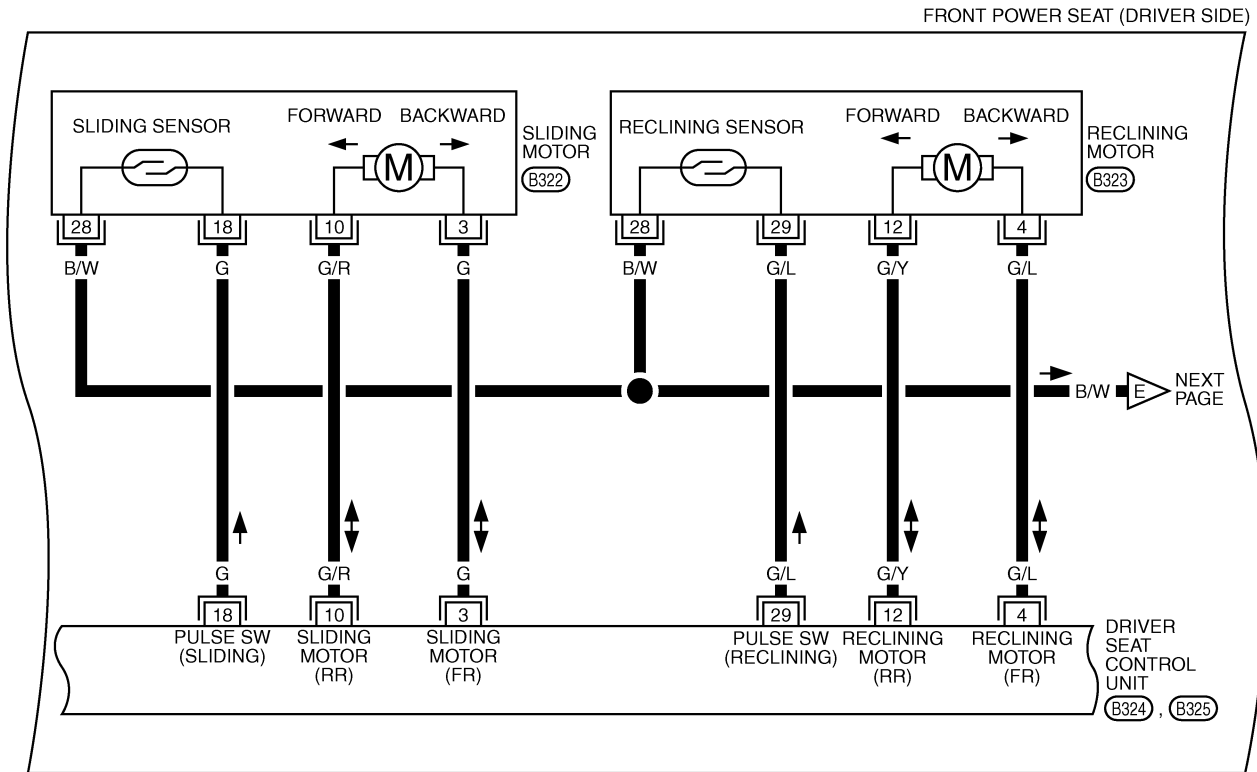 FRONT POWER SEAT (DRIVER SIDE)
SLIDING SENSOR
FORWARD BACKWARD
M
SLIDING
MOTOR
B322
RECLINING SENSOR
FORWARD BACKWARD
M
RECLINING
MOTOR
B323
28 18 10 3 28 29 12 4
B/W G G/R G B/W G/L G/Y G/L
B/W E NEXT
PAGE
G G/R G G/L G/Y G/L
18 10 3 29 12 4
PULSE SW
(SLIDING)
SLIDING
MOTOR
(RR)
SLIDING
MOTOR
(FR)
PULSE SW
(RECLINING)
RECLINING
MOTOR
(RR)
RECLINING
MOTOR
(FR)
DRIVER
SEAT
CONTROL
UNIT
B324 , B325